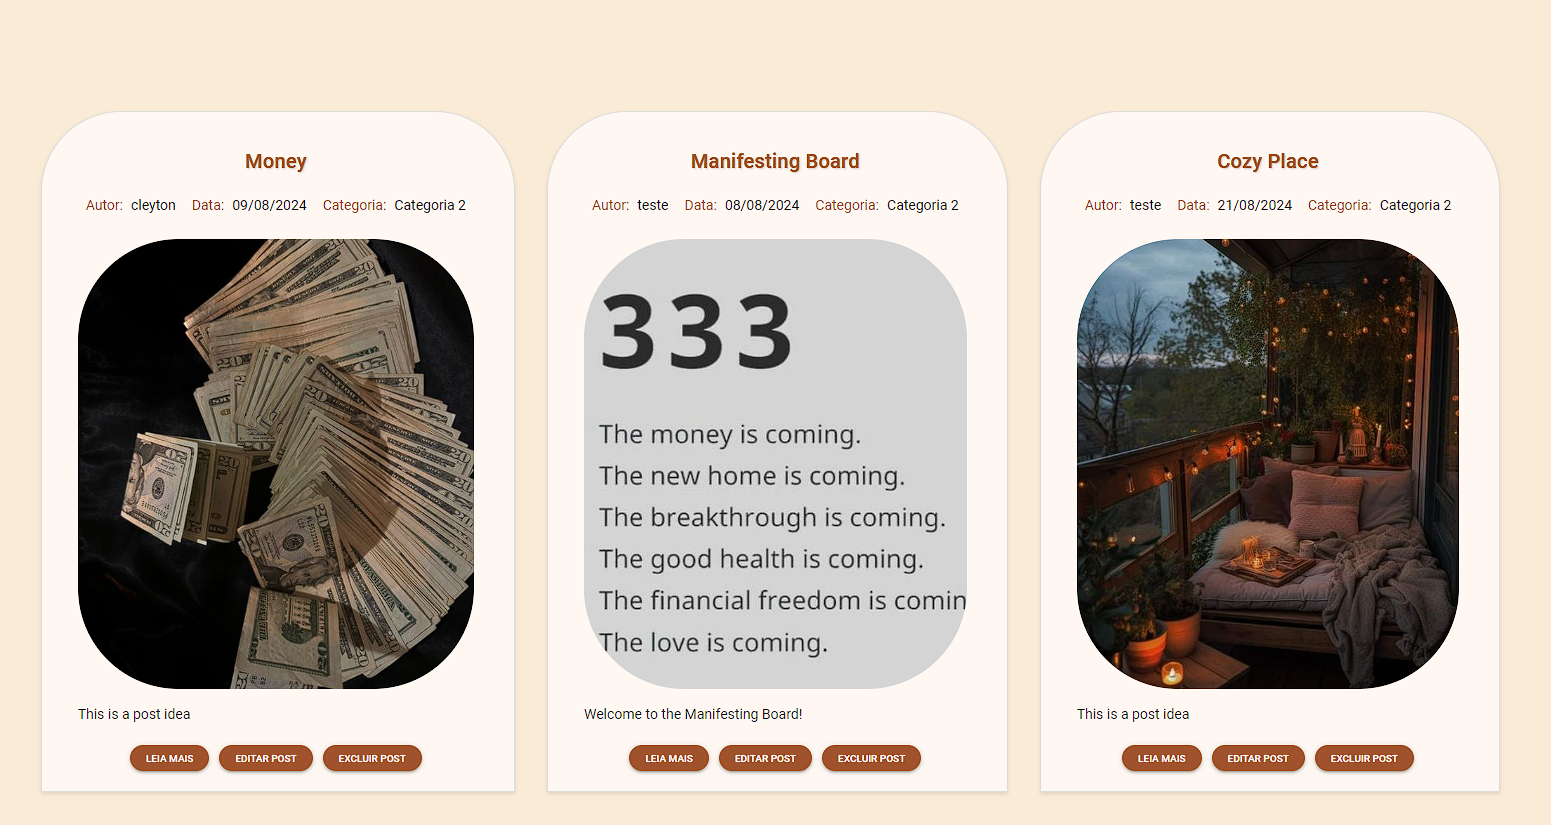 Money
Autor: cleyton Data: 09/08/2024 Categoria: Categoria 2
This is a post idea
LEIA MAIS EDITAR POST EXCLUIR POST
Manifesting Board
Autor: teste Data: 08/08/2024 Categoria: Categoria 2
333
The money is coming.
The new home is coming.
The breakthrough is coming.
The good health is coming.
The financial freedom is comin
The love is coming.
Welcome to the Manifesting Board!
LEIA MAIS EDITAR POST EXCLUIR POST
Cozy Place
Autor: teste Data: 21/08/2024 Categoria: Categoria 2
This is a post idea
LEIA MAIS EDITAR POST EXCLUIR POST